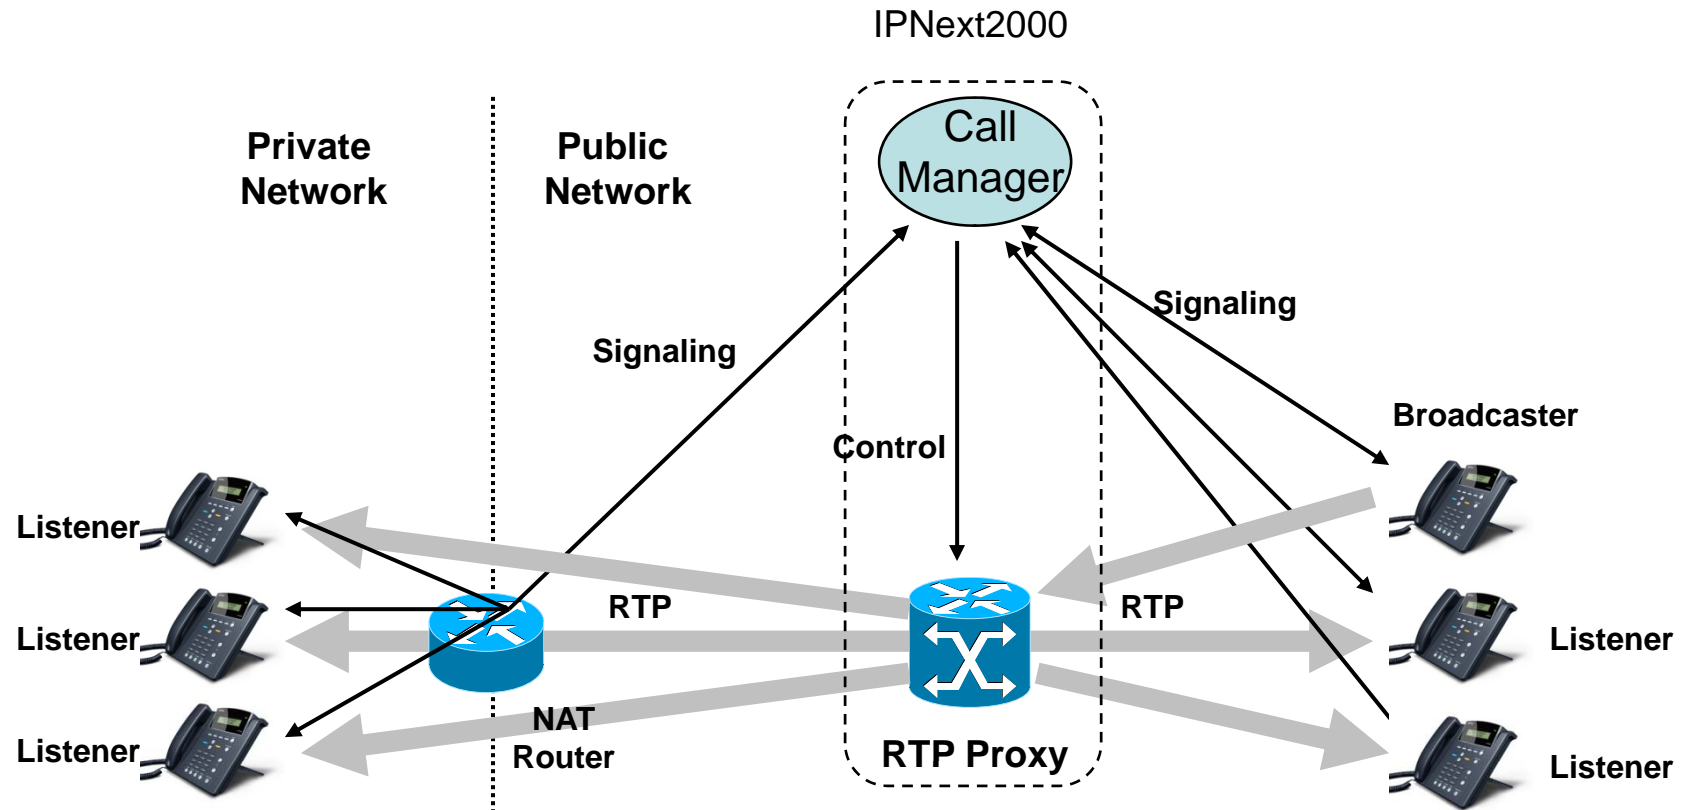 IPNext2000
Call
Manager
Private
Network
Public
Network
Signaling
Signaling
Control
Broadcaster
Listener
RTP
RTP
Listener
Listener
NAT
Router
Listener
RTP Proxy
Listener